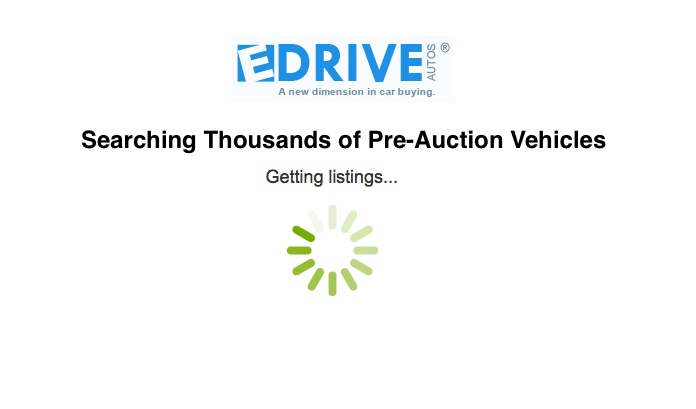 EDRIVE AUTOS ®
A new dimension in car buying.
Searching Thousands of Pre-Auction Vehicles
Getting listings...